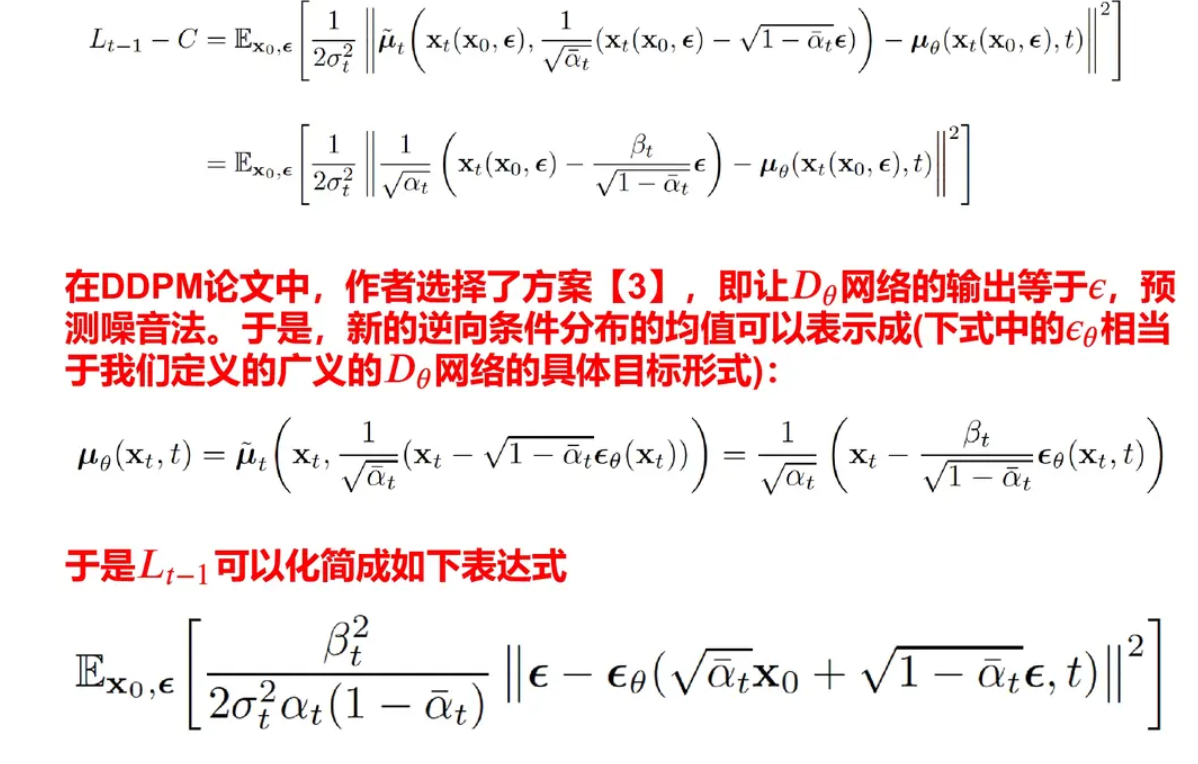 $L_{t-1} - C = \mathbb{E}_{\mathbf{x}_0,\boldsymbol{\epsilon}}\left[\frac{1}{2\sigma_t^2}\left\|\tilde{\boldsymbol{\mu}}_t\left(\mathbf{x}_t(\mathbf{x}_0,\boldsymbol{\epsilon}), \frac{1}{\sqrt{\bar{\alpha}_t}}(\mathbf{x}_t(\mathbf{x}_0,\boldsymbol{\epsilon}) - \sqrt{1-\bar{\alpha}_t}\boldsymbol{\epsilon})\right) - \boldsymbol{\mu}_\theta(\mathbf{x}_t(\mathbf{x}_0,\boldsymbol{\epsilon}),t)\right\|^2\right]$
$= \mathbb{E}_{\mathbf{x}_0,\boldsymbol{\epsilon}}\left[\frac{1}{2\sigma_t^2}\left\|\frac{1}{\sqrt{\alpha_t}}\left(\mathbf{x}_t(\mathbf{x}_0,\boldsymbol{\epsilon}) - \frac{\beta_t}{\sqrt{1-\bar{\alpha}_t}}\boldsymbol{\epsilon}\right) - \boldsymbol{\mu}_\theta(\mathbf{x}_t(\mathbf{x}_0,\boldsymbol{\epsilon}),t)\right\|^2\right]$
在DDPM论文中，作者选择了方案【3】，即让$D_\theta$网络的输出等于$\epsilon$，预
测噪音法。于是，新的逆向条件分布的均值可以表示成(下式中的$\epsilon_\theta$相当
于我们定义的广义的$D_\theta$网络的具体目标形式)：
$\boldsymbol{\mu}_\theta(\mathbf{x}_t,t) = \tilde{\boldsymbol{\mu}}_t\left(\mathbf{x}_t, \frac{1}{\sqrt{\bar{\alpha}_t}}(\mathbf{x}_t - \sqrt{1-\bar{\alpha}_t}\boldsymbol{\epsilon}_\theta(\mathbf{x}_t))\right) = \frac{1}{\sqrt{\alpha_t}}\left(\mathbf{x}_t - \frac{\beta_t}{\sqrt{1-\bar{\alpha}_t}}\boldsymbol{\epsilon}_\theta(\mathbf{x}_t,t)\right)$
于是$L_{t-1}$可以化简成如下表达式
$\mathbb{E}_{\mathbf{x}_0,\boldsymbol{\epsilon}}\left[\frac{\beta_t^2}{2\sigma_t^2\alpha_t(1-\bar{\alpha}_t)}\left\|\boldsymbol{\epsilon} - \boldsymbol{\epsilon}_\theta(\sqrt{\bar{\alpha}_t}\mathbf{x}_0 + \sqrt{1-\bar{\alpha}_t}\boldsymbol{\epsilon},t)\right\|^2\right]$